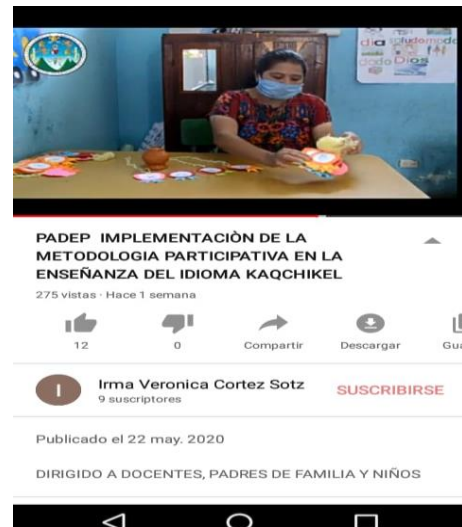 dia
PADEP IMPLEMENTACIÒN DE LA
METODOLOGIA PARTICIPATIVA EN LA
ENSEÑANZA DEL IDIOMA KAQCHIKEL
275 vistas · Hace 1 semana
12
0
Compartir
Descargar
Gua
I
Irma Veronica Cortez Sotz
9 suscriptores
SUSCRIBIRSE
Publicado el 22 may. 2020
DIRIGIDO A DOCENTES, PADRES DE FAMILIA Y NIÑOS